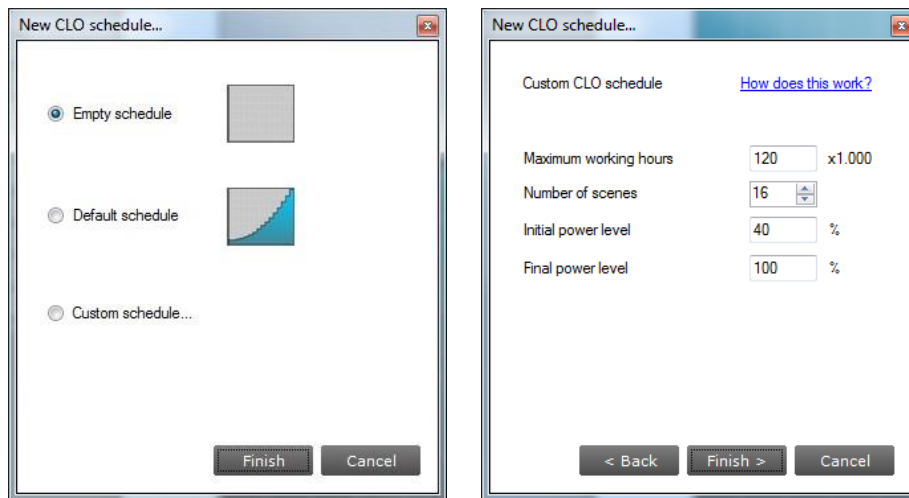 New CLO schedule...
Empty schedule
Default schedule
Custom schedule...
Finish Cancel
New CLO schedule...
Custom CLO schedule How does this work?
Maximum working hours 120 x1.000
Number of scenes 16
Initial power level 40 %
Final power level 100 %
< Back Finish > Cancel